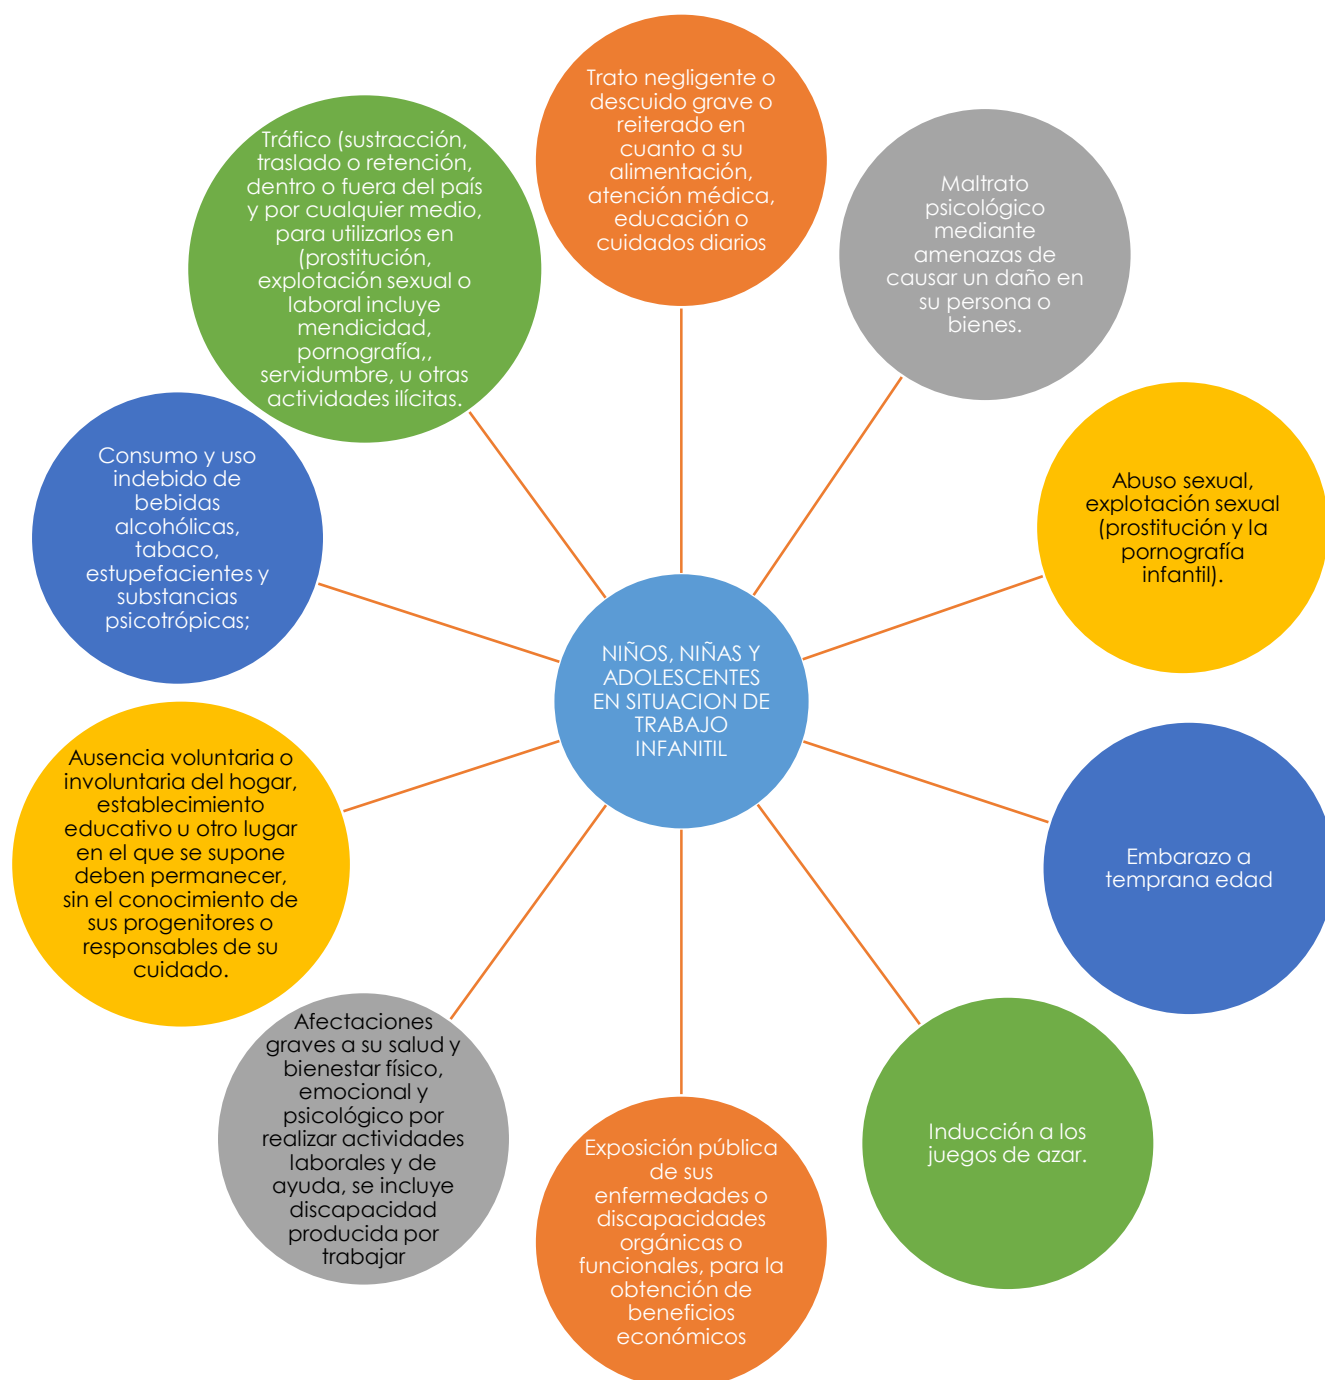 Trato negligente o
descuido grave o
reiterado en
cuanto a su
alimentación,
atención médica,
educación o
cuidados diarios
Maltrato
psicológico
mediante
amenazas de
causar un daño en
su persona o
bienes.
Abuso sexual,
explotación sexual
(prostitución y la
pornografía
infantil).
Embarazo a
temprana edad
Inducción a los
juegos de azar.
Exposición pública
de sus
enfermedades o
discapacidades
orgánicas o
funcionales, para la
obtención de
beneficios
económicos
Afectaciones
graves a su salud y
bienestar físico,
emocional y
psicológico por
realizar actividades
laborales y de
ayuda, se incluye
discapacidad
producida por
trabajar
Ausencia voluntaria o
involuntaria del hogar,
establecimiento
educativo u otro lugar
en el que se supone
deben permanecer,
sin el conocimiento de
sus progenitores o
responsables de su
cuidado.
Consumo y uso
indebido de
bebidas
alcohólicas,
tabaco,
estupefacientes y
substancias
psicotrópicas;
Tráfico (sustracción,
traslado o retención,
dentro o fuera del país
y por cualquier medio,
para utilizarlos en
(prostitución,
explotación sexual o
laboral incluye
mendicidad,
pornografía,,
servidumbre, u otras
actividades ilícitas.
NIÑOS, NIÑAS Y
ADOLESCENTES
EN SITUACION DE
TRABAJO
INFANITIL